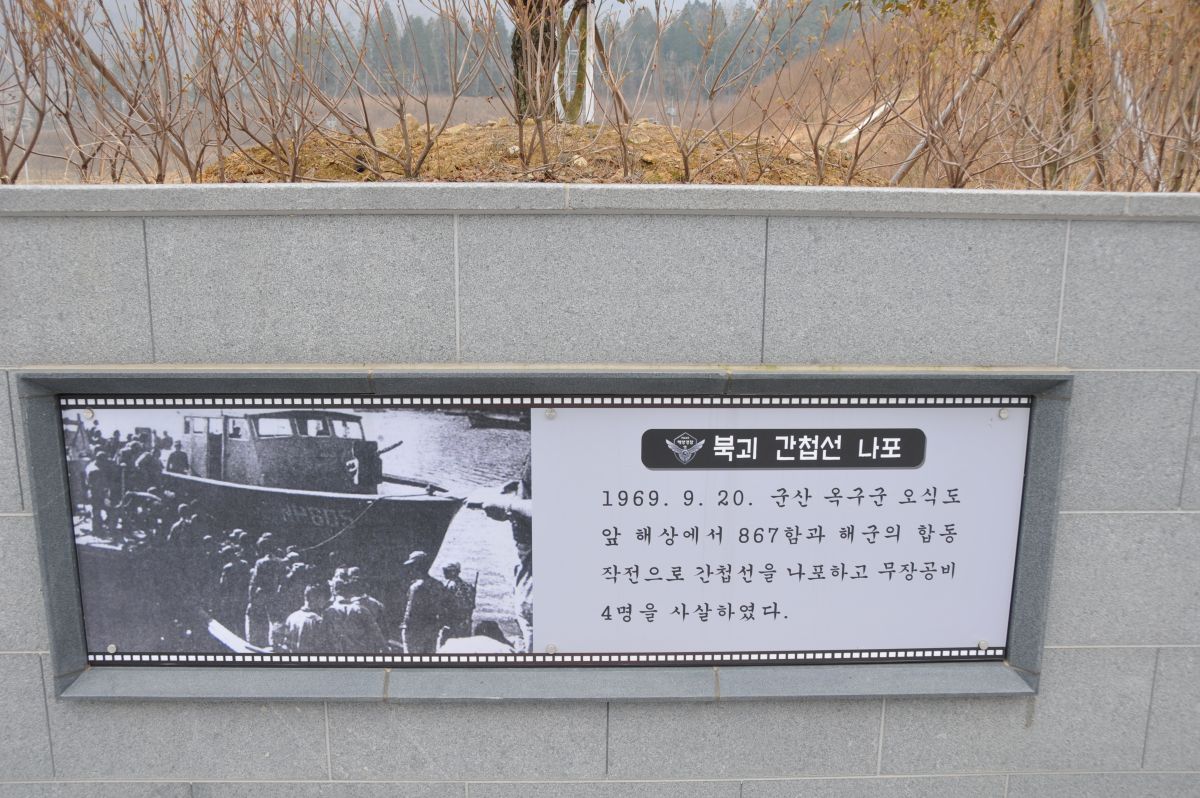 북괴 간첩선 나포
1969. 9. 20. 군산 옥구군 오식도
앞 해상에서 867함과 해군의 합동
작전으로 간첩선을 나포하고 무장공비
4명을 사살하였다.